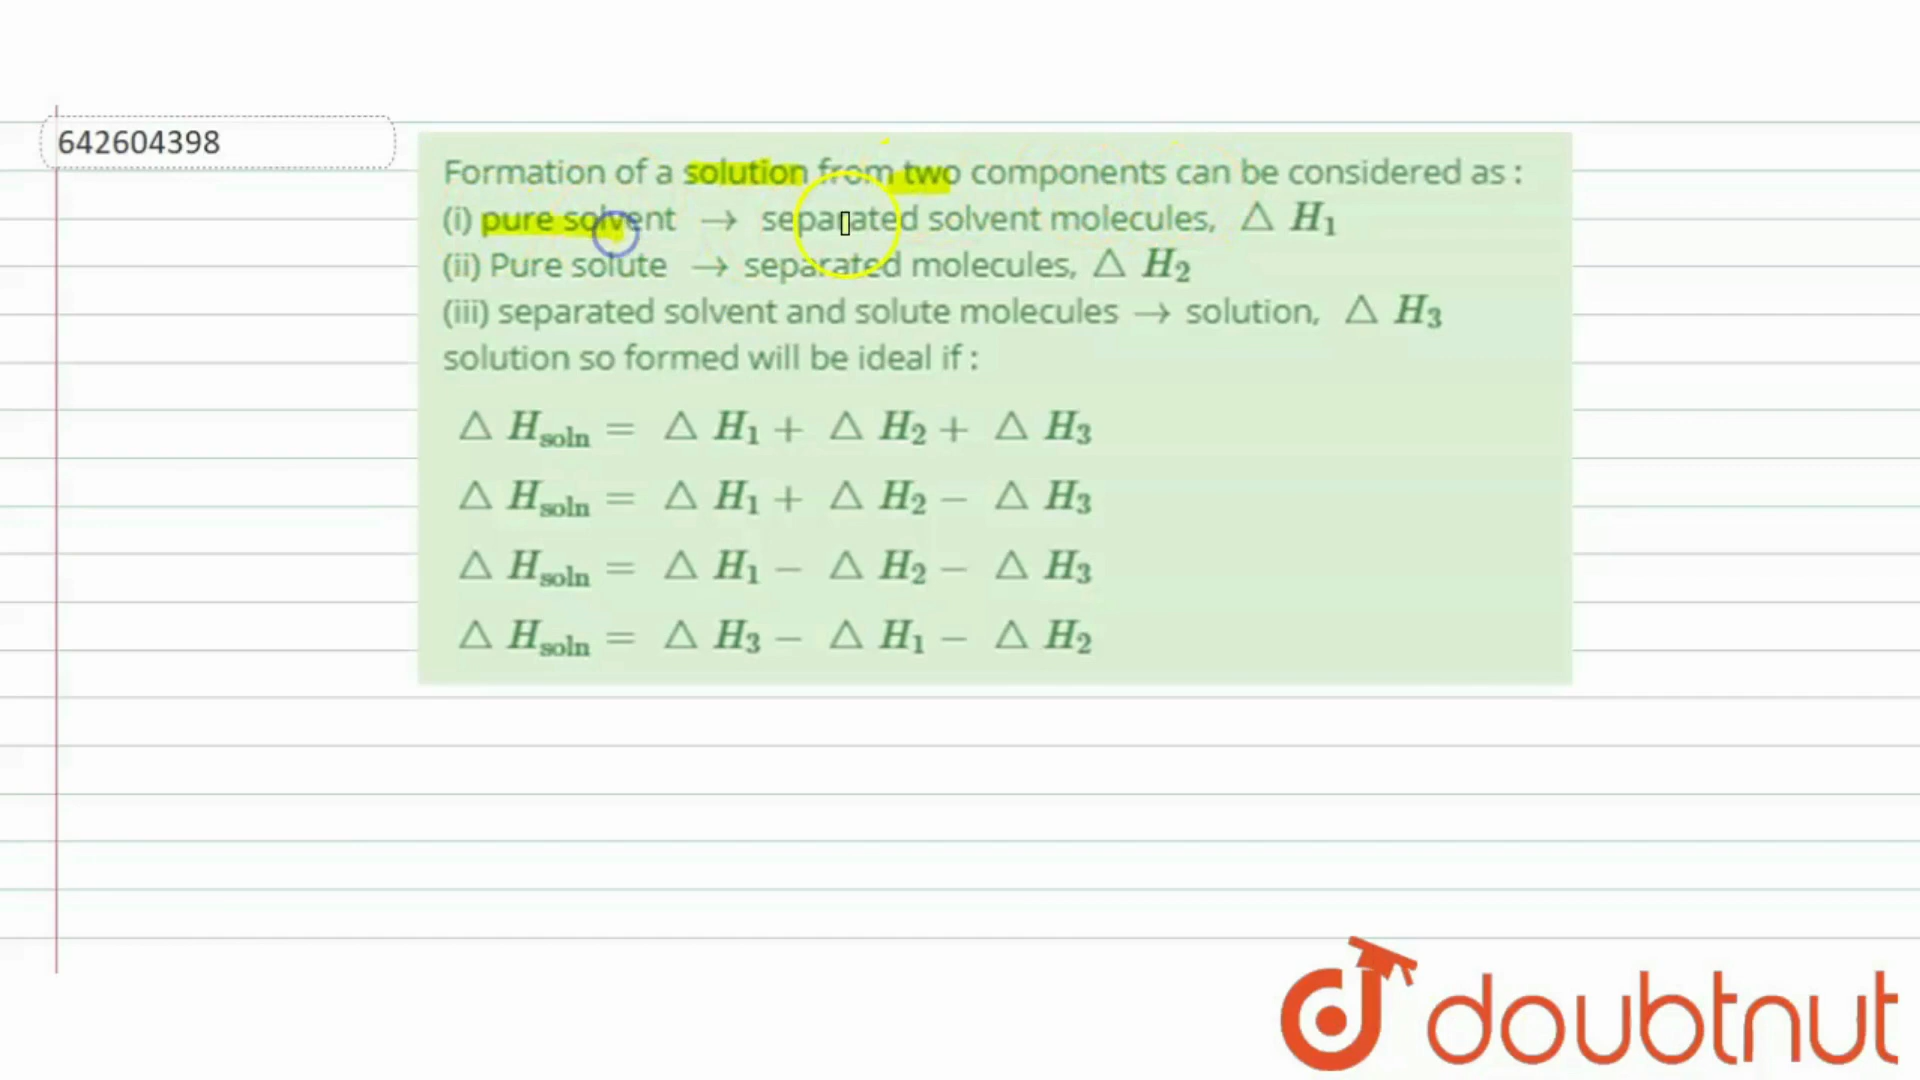 642604398
Formation of a solution from two components can be considered as :
(i) pure solvent → separated solvent molecules, △ H₁
(ii) Pure solute → separated molecules, △ H₂
(iii) separated solvent and solute molecules → solution, △ H₃
solution so formed will be ideal if :
△ Hsoln = △ H₁ + △ H₂ + △ H₃
△ Hsoln = △ H₁ + △ H₂ − △ H₃
△ Hsoln = △ H₁ − △ H₂ − △ H₃
△ Hsoln = △ H₃ − △ H₁ − △ H₂
doubtnut